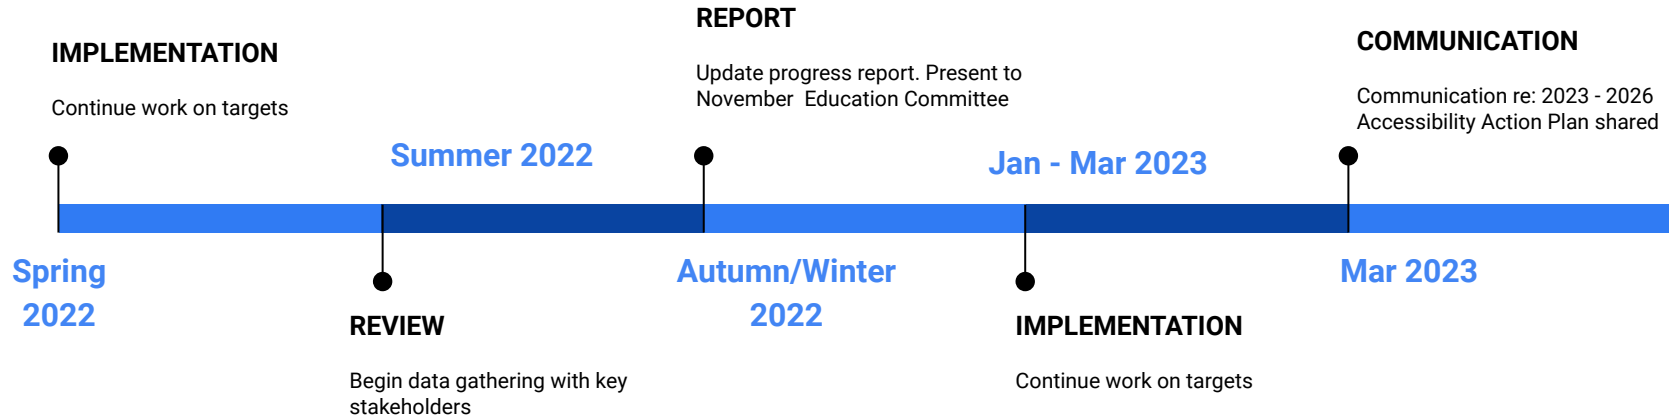 IMPLEMENTATION
Continue work on targets
Spring
2022
Summer 2022
REVIEW
Begin data gathering with key
stakeholders
REPORT
Update progress report. Present to
November  Education Committee
Autumn/Winter
2022
Jan - Mar 2023
IMPLEMENTATION
Continue work on targets
COMMUNICATION
Communication re: 2023 - 2026
Accessibility Action Plan shared
Mar 2023